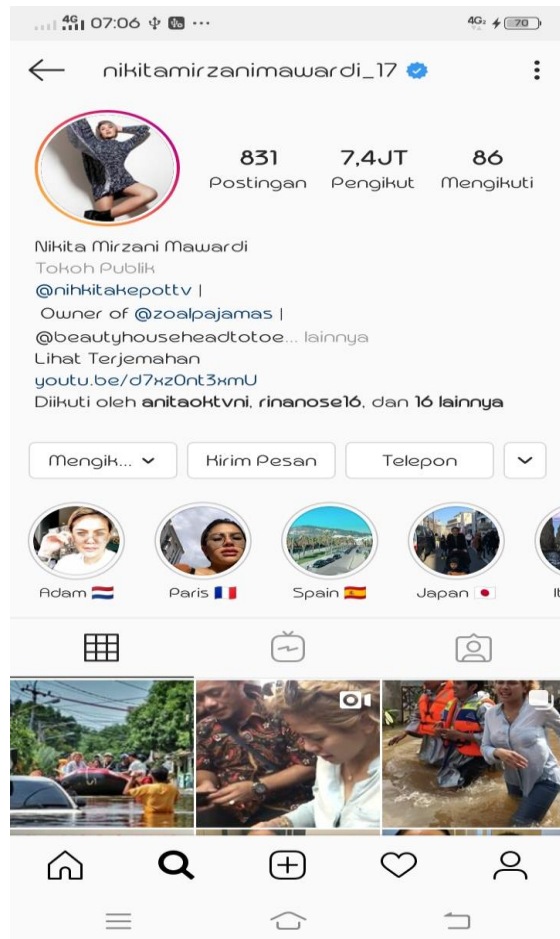 4G 07:06
4G 70
nikitamirzanimawardi_17
831 7,4JT 86
Postingan Pengikut Mengikuti
Nikita Mirzani Mawardi
Tokoh Publik
@nihkitakepottv |
Owner of @zoalpajamas |
@beautyhouseheadtotoe... lainnya
Lihat Terjemahan
youtu.be/d7xz0nt3xmU
Diikuti oleh anitaoktvni, rinanose16, dan 16 lainnya
Mengik... Kirim Pesan Telepon
Adam 🇳🇱 Paris 🇫🇷 Spain 🇪🇸 Japan 🇯🇵